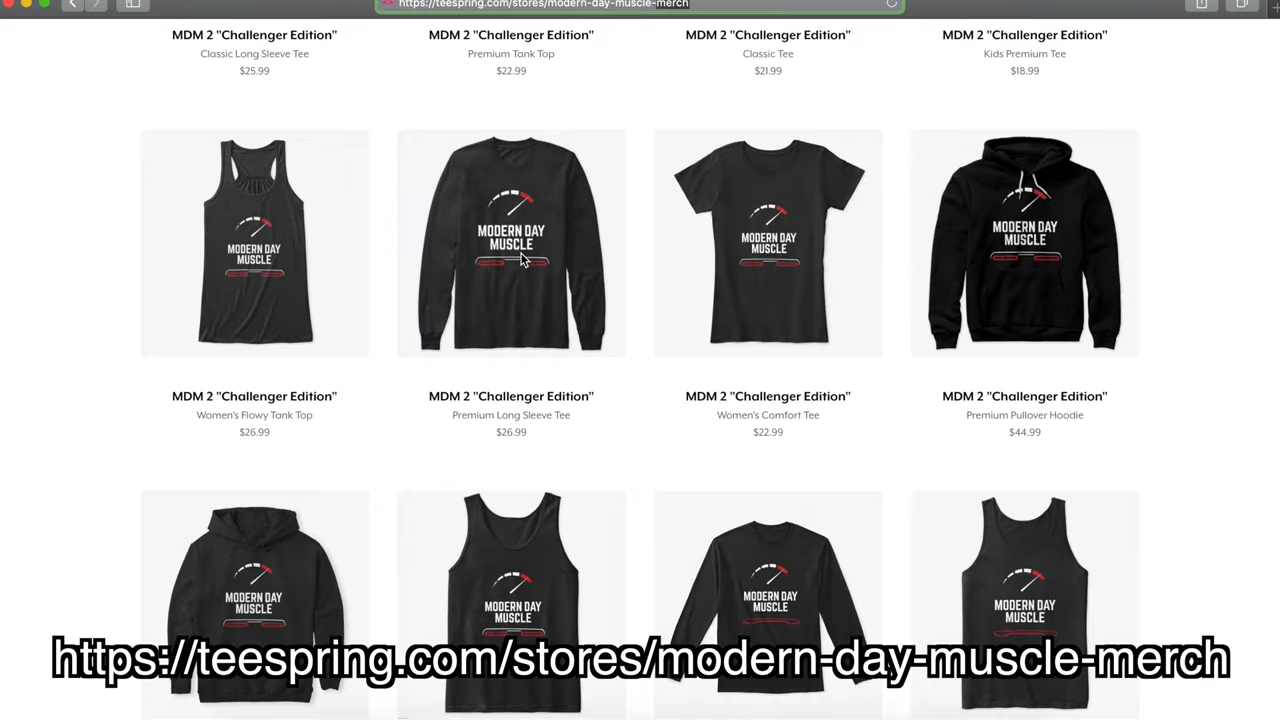 https://teespring.com/stores/modern-day-muscle-merch
MDM 2 "Challenger Edition"
Classic Long Sleeve Tee
$25.99
MDM 2 "Challenger Edition"
Premium Tank Top
$22.99
MDM 2 "Challenger Edition"
Classic Tee
$21.99
MDM 2 "Challenger Edition"
Kids Premium Tee
$18.99
MODERN DAY
MUSCLE
MODERN DAY
MUSCLE
MODERN DAY
MUSCLE
MODERN DAY
MUSCLE
MDM 2 "Challenger Edition"
Women's Flowy Tank Top
$26.99
MDM 2 "Challenger Edition"
Premium Long Sleeve Tee
$26.99
MDM 2 "Challenger Edition"
Women's Comfort Tee
$22.99
MDM 2 "Challenger Edition"
Premium Pullover Hoodie
$44.99
MODERN DAY
MUSCLE
MODERN DAY
MUSCLE
MODERN DAY
MUSCLE
MODERN DAY
MUSCLE
https://teespring.com/stores/modern-day-muscle-merch